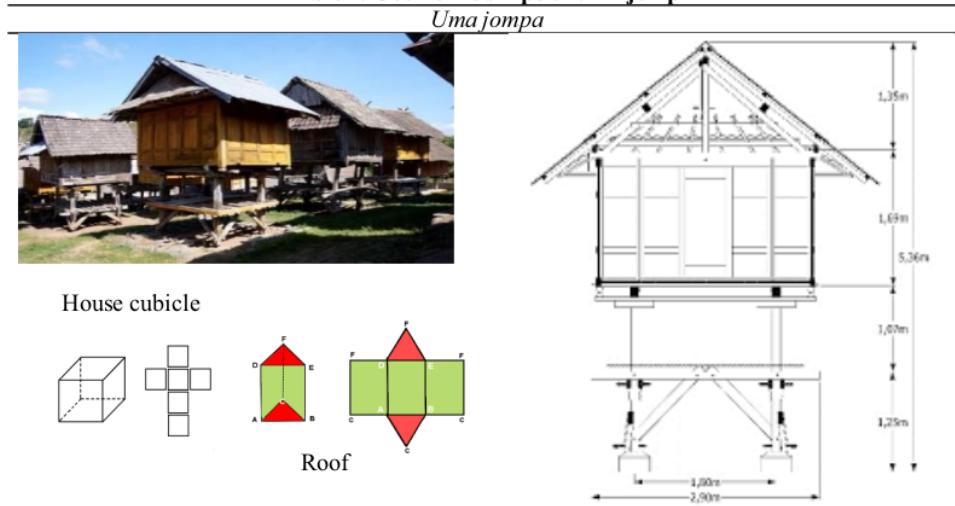 Uma jompa
House cubicle
F
D
E
A
B
F
F
F
D
E
A
B
C
C
C
Roof
1,35m
1,69m
5,36m
1,07m
1,25m
1,80m
2,90m